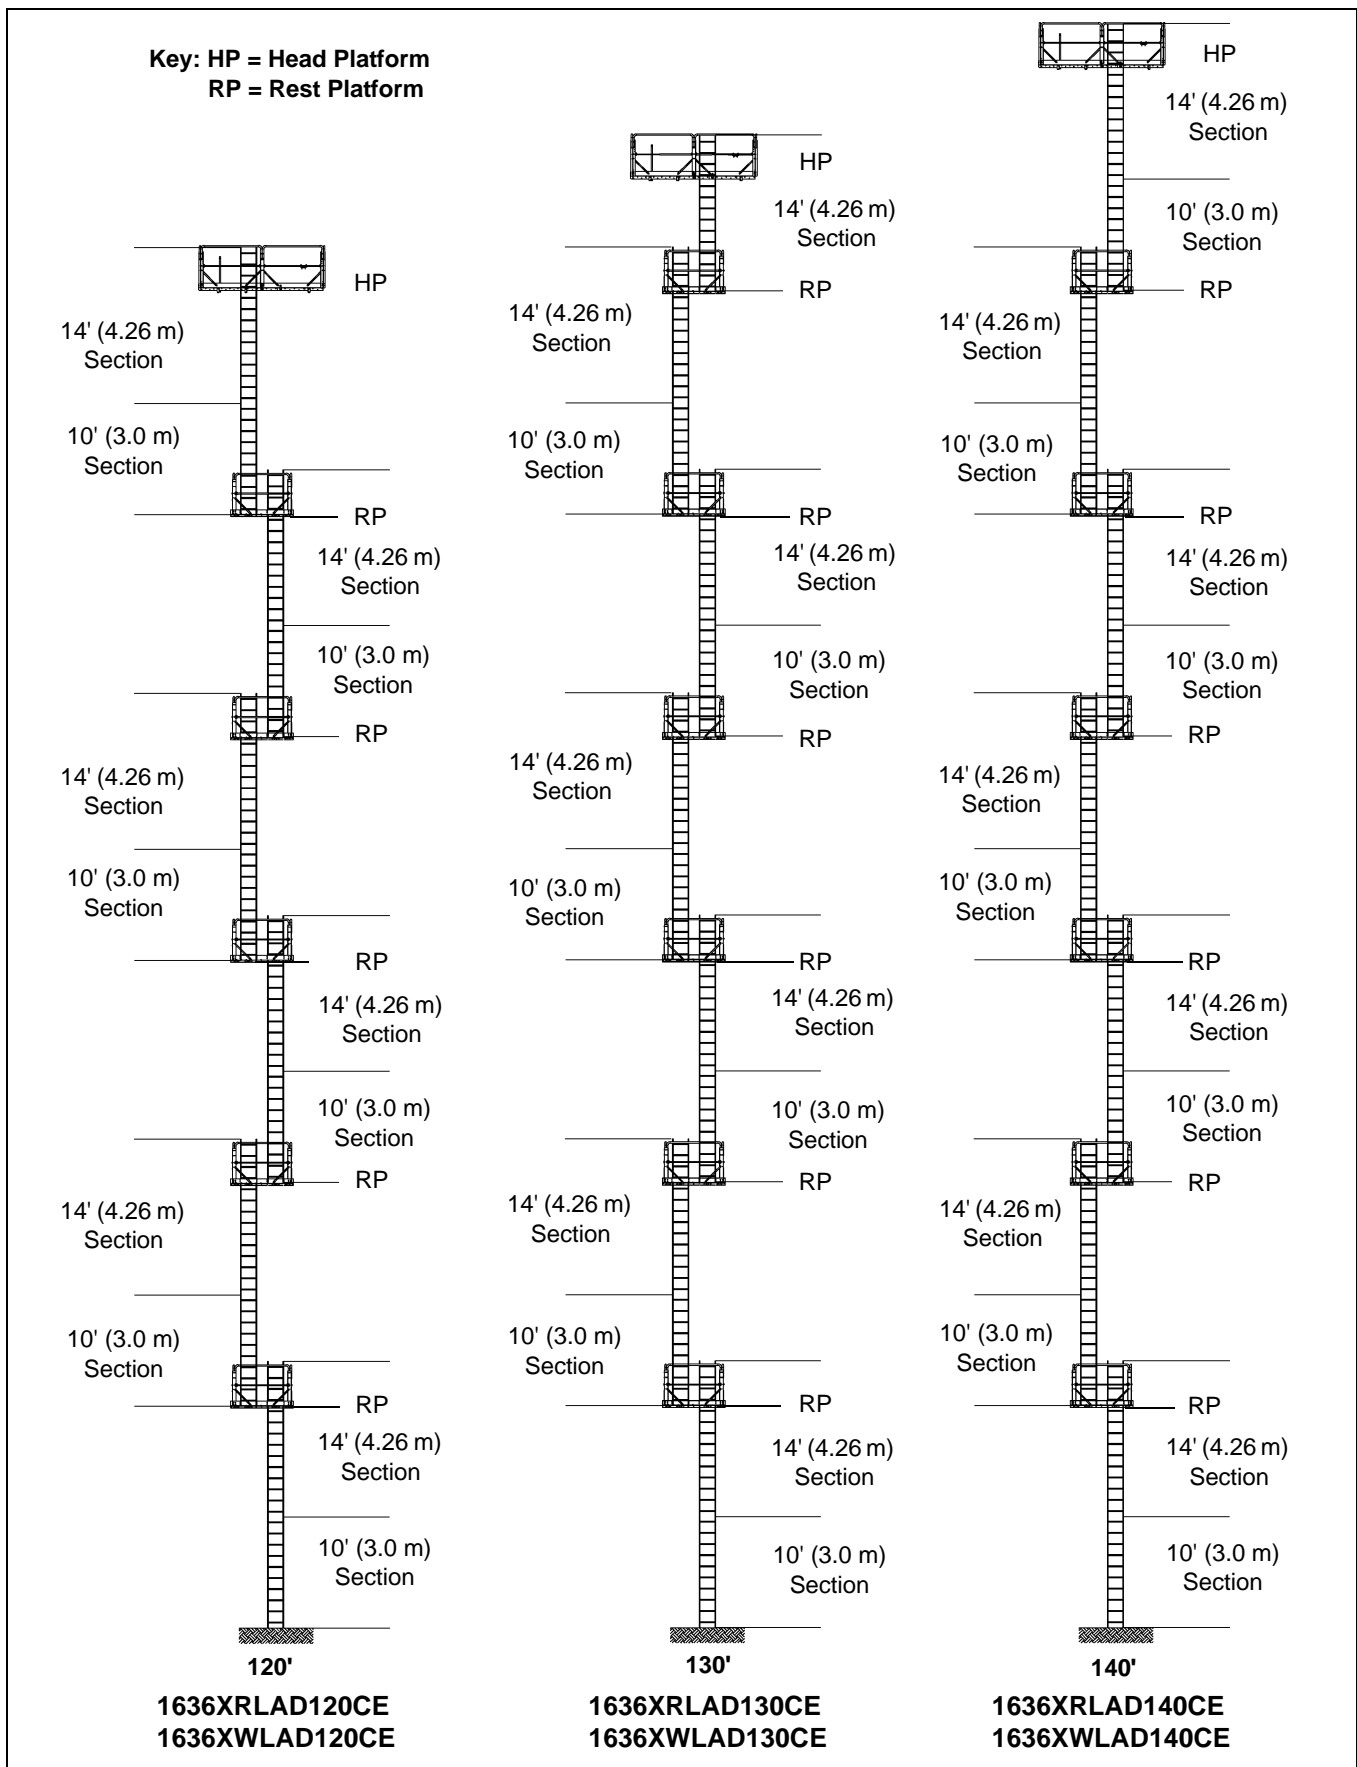 Key: HP = Head Platform
RP = Rest Platform
HP
14' (4.26 m)
Section
10' (3.0 m)
Section
RP
14' (4.26 m)
Section
10' (3.0 m)
Section
RP
14' (4.26 m)
Section
10' (3.0 m)
Section
RP
14' (4.26 m)
Section
10' (3.0 m)
Section
RP
14' (4.26 m)
Section
10' (3.0 m)
Section
RP
14' (4.26 m)
Section
10' (3.0 m)
Section
120'
1636XRLAD120CE
1636XWLAD120CE
HP
14' (4.26 m)
Section
RP
14' (4.26 m)
Section
10' (3.0 m)
Section
RP
14' (4.26 m)
Section
10' (3.0 m)
Section
RP
14' (4.26 m)
Section
10' (3.0 m)
Section
RP
14' (4.26 m)
Section
10' (3.0 m)
Section
RP
14' (4.26 m)
Section
10' (3.0 m)
Section
RP
14' (4.26 m)
Section
10' (3.0 m)
Section
130'
1636XRLAD130CE
1636XWLAD130CE
HP
14' (4.26 m)
Section
10' (3.0 m)
Section
RP
14' (4.26 m)
Section
10' (3.0 m)
Section
RP
14' (4.26 m)
Section
10' (3.0 m)
Section
RP
14' (4.26 m)
Section
10' (3.0 m)
Section
RP
14' (4.26 m)
Section
10' (3.0 m)
Section
RP
14' (4.26 m)
Section
10' (3.0 m)
Section
RP
14' (4.26 m)
Section
10' (3.0 m)
Section
140'
1636XRLAD140CE
1636XWLAD140CE